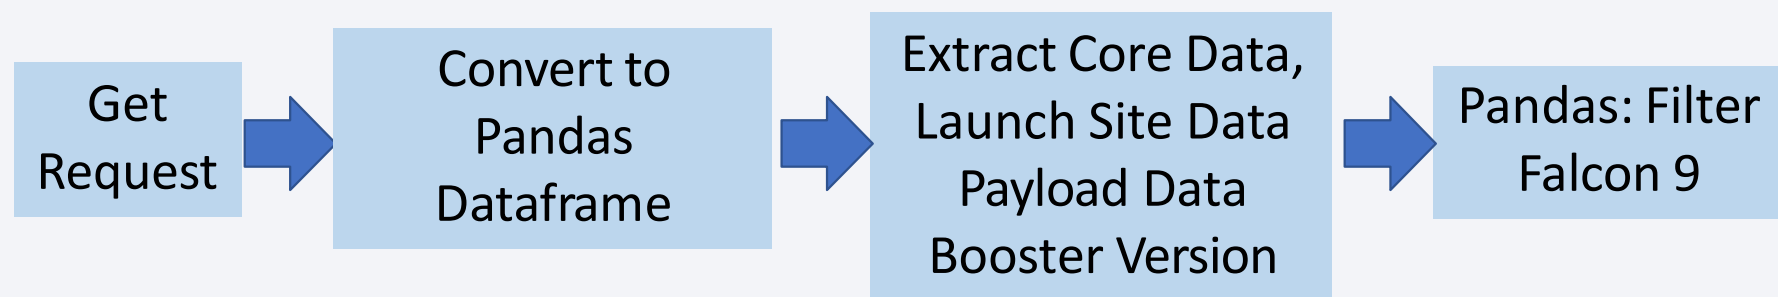 Get
Request
Convert to
Pandas
Dataframe
Extract Core Data,
Launch Site Data
Payload Data
Booster Version
Pandas: Filter
Falcon 9